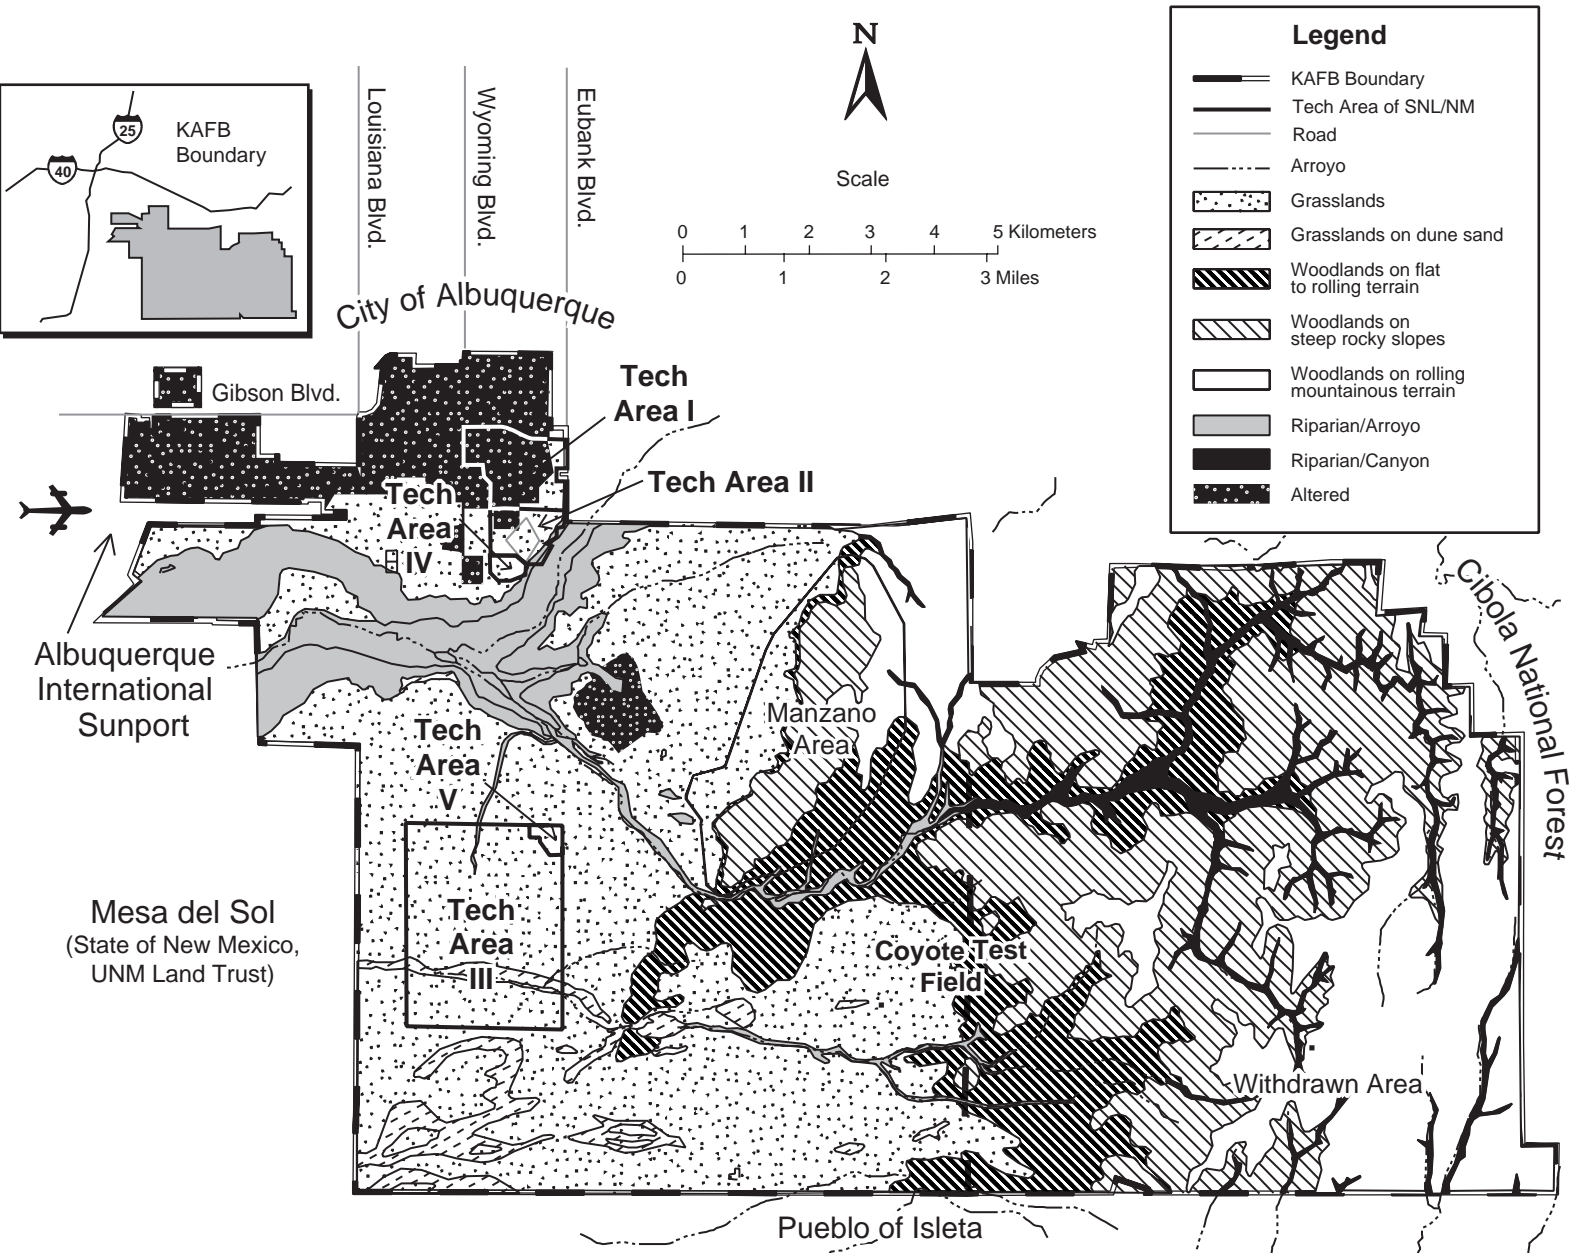 25
40
KAFB
Boundary
Louisiana Blvd.
Wyoming Blvd.
Eubank Blvd.
N
Scale
0 1 2 3 4 5 Kilometers
0 1 2 3 Miles
Legend
KAFB Boundary
Tech Area of SNL/NM
Road
Arroyo
Grasslands
Grasslands on dune sand
Woodlands on flat
to rolling terrain
Woodlands on
steep rocky slopes
Woodlands on rolling
mountainous terrain
Riparian/Arroyo
Riparian/Canyon
Altered
City of Albuquerque
Gibson Blvd.
Tech
Area I
Tech Area II
Tech
Area
IV
Albuquerque
International
Sunport
Cibola National Forest
Manzano
Area
Tech
Area
V
Tech
Area
III
Mesa del Sol
(State of New Mexico,
UNM Land Trust)
Coyote Test
Field
Withdrawn Area
Pueblo of Isleta